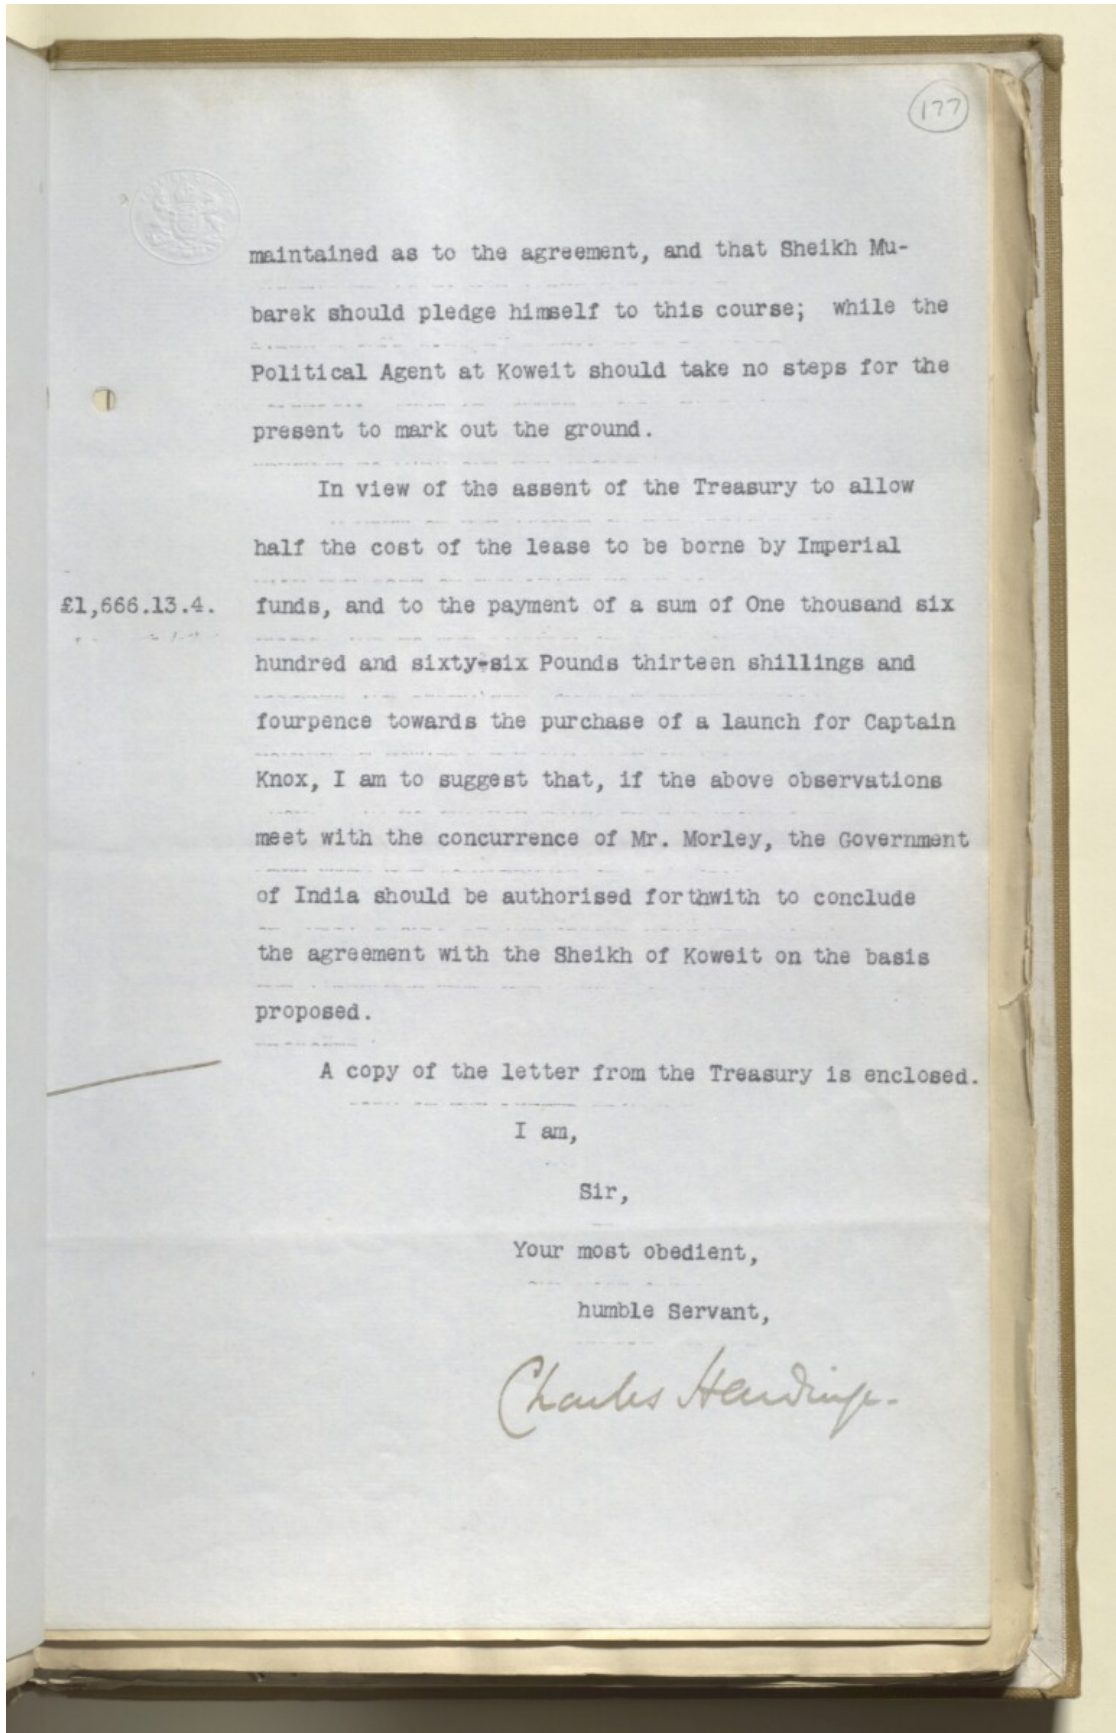 177
maintained as to the agreement, and that Sheikh Mu-
barek should pledge himself to this course; while the
Political Agent at Koweit should take no steps for the
present to mark out the ground.
In view of the assent of the Treasury to allow
half the cost of the lease to be borne by Imperial
£1,666.13.4. funds, and to the payment of a sum of One thousand six
hundred and sixty-six Pounds thirteen shillings and
fourpence towards the purchase of a launch for Captain
Knox, I am to suggest that, if the above observations
meet with the concurrence of Mr. Morley, the Government
of India should be authorised forthwith to conclude
the agreement with the Sheikh of Koweit on the basis
proposed.
A copy of the letter from the Treasury is enclosed.
I am,
Sir,
Your most obedient,
humble Servant,
Charles Hardinge.